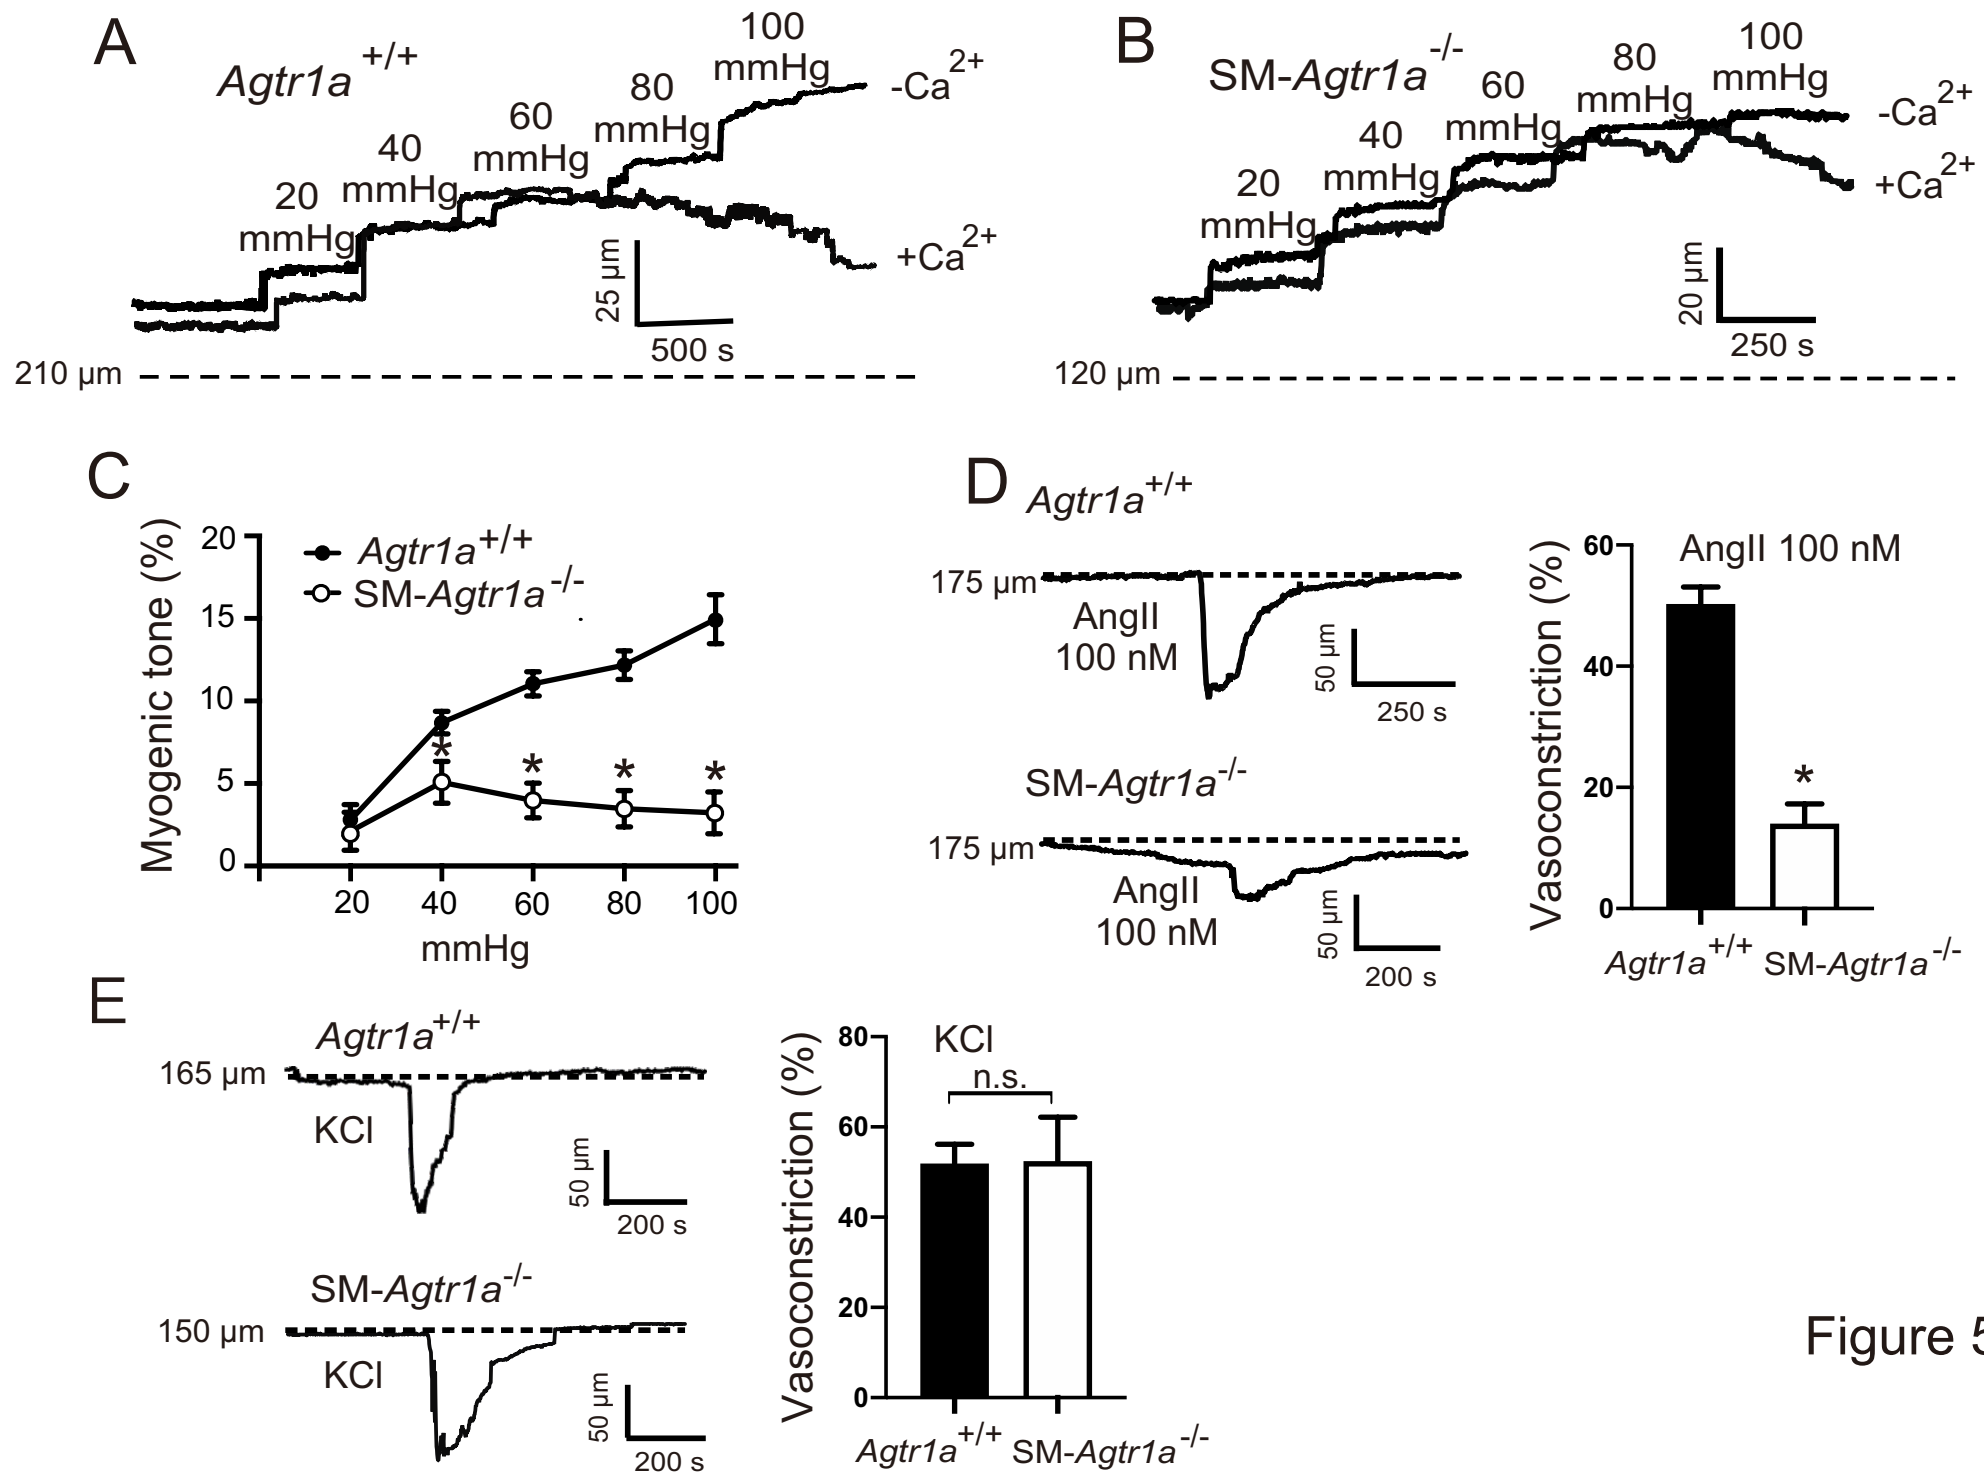 A
Agtr1a +/+
20
mmHg
40
mmHg
60
mmHg
80
mmHg
100
mmHg
-Ca2+
+Ca2+
25 µm
500 s
210 µm
B
SM-Agtr1a-/-
20
mmHg
40
mmHg
60
mmHg
80
mmHg
100
mmHg
-Ca2+
+Ca2+
20 µm
250 s
120 µm
C
Myogenic tone (%)
20
15
10
5
0
Agtr1a+/+
SM-Agtr1a-/-
*
*
*
*
20 40 60 80 100
mmHg
D
Agtr1a+/+
175 µm
AngII
100 nM
50 µm
250 s
SM-Agtr1a-/-
175 µm
AngII
100 nM
50 µm
200 s
Vasoconstriction (%)
60
40
20
0
AngII 100 nM
*
Agtr1a+/+ SM-Agtr1a-/-
E
Agtr1a+/+
165 µm
KCl
50 µm
200 s
SM-Agtr1a-/-
150 µm
KCl
50 µm
200 s
Vasoconstriction (%)
80
60
40
20
0
KCl
n.s.
Agtr1a+/+ SM-Agtr1a-/-
Figure 5